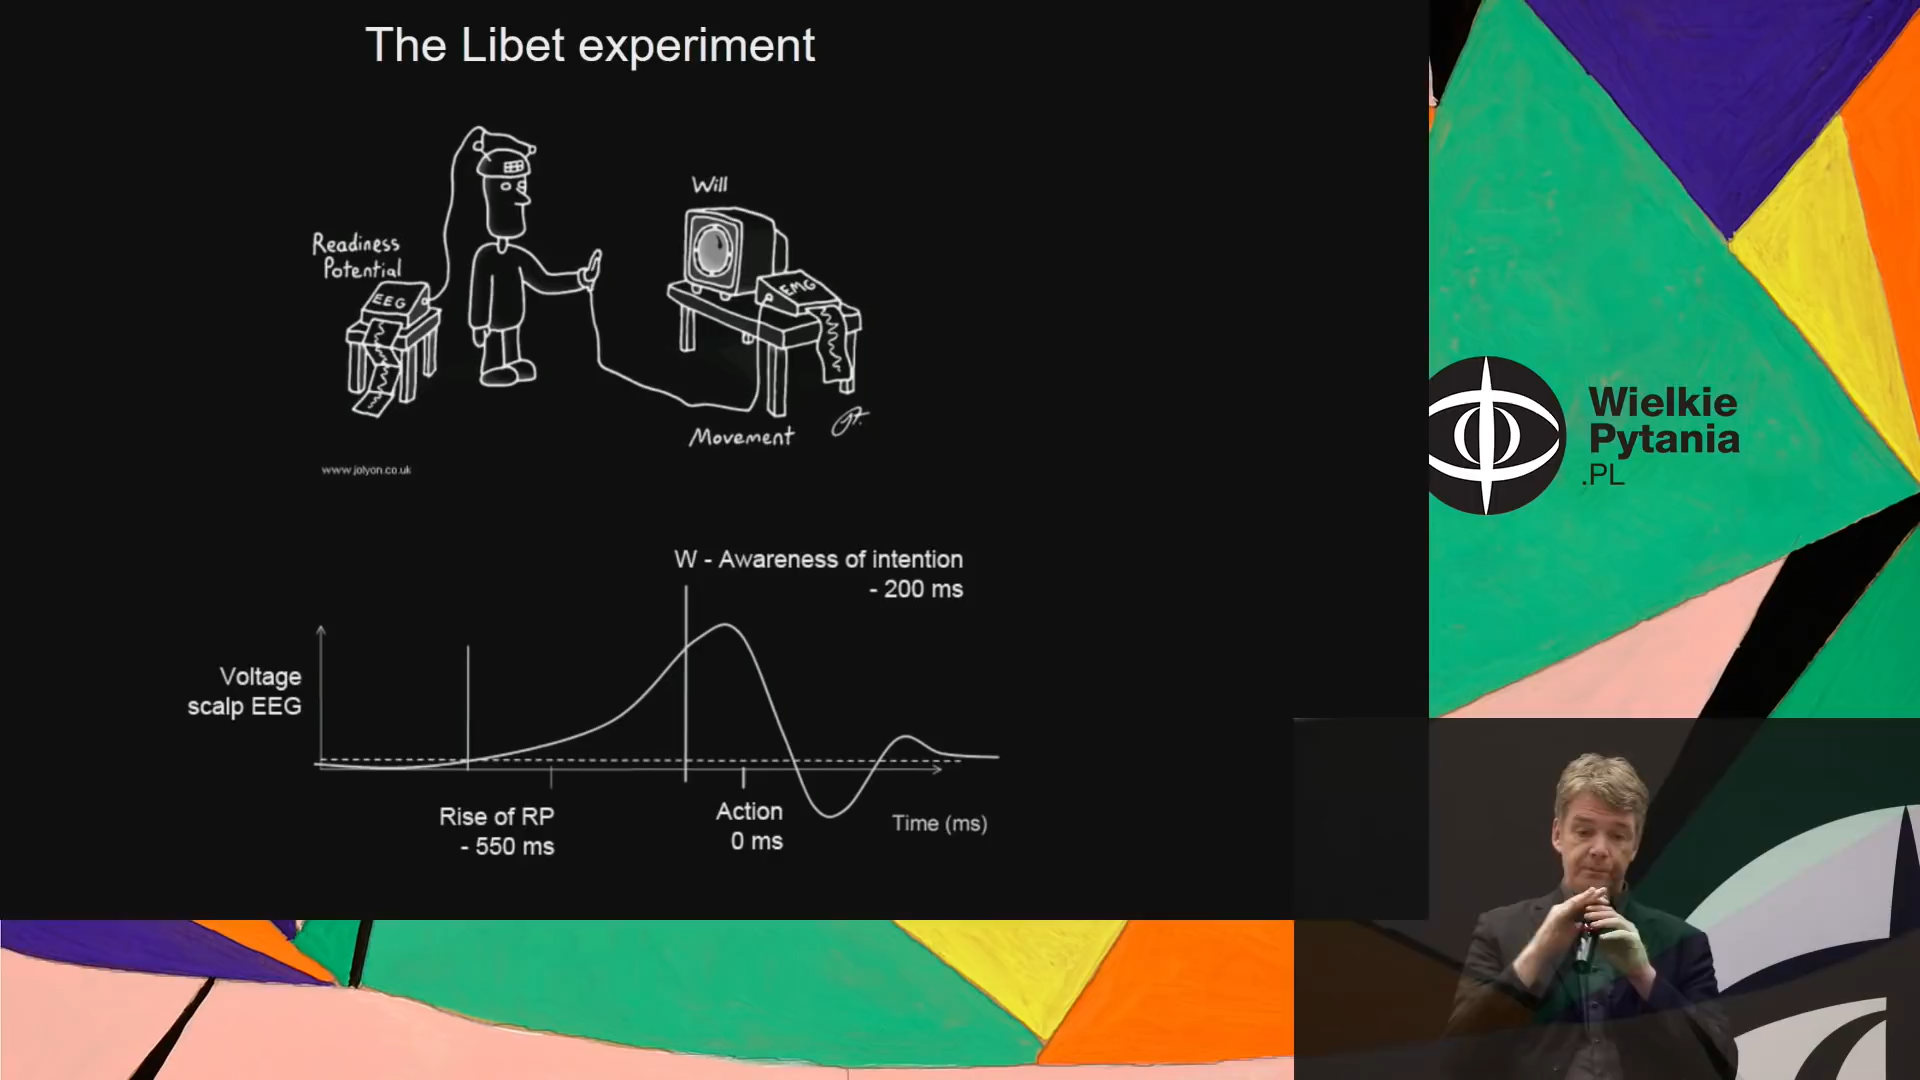 The Libet experiment
Will
Readiness
Potential
EEG
EMG
Movement
www.jolyon.co.uk
W - Awareness of intention
- 200 ms
Voltage
scalp EEG
Rise of RP
- 550 ms
Action
0 ms
Time (ms)
Wielkie
Pytania
.PL